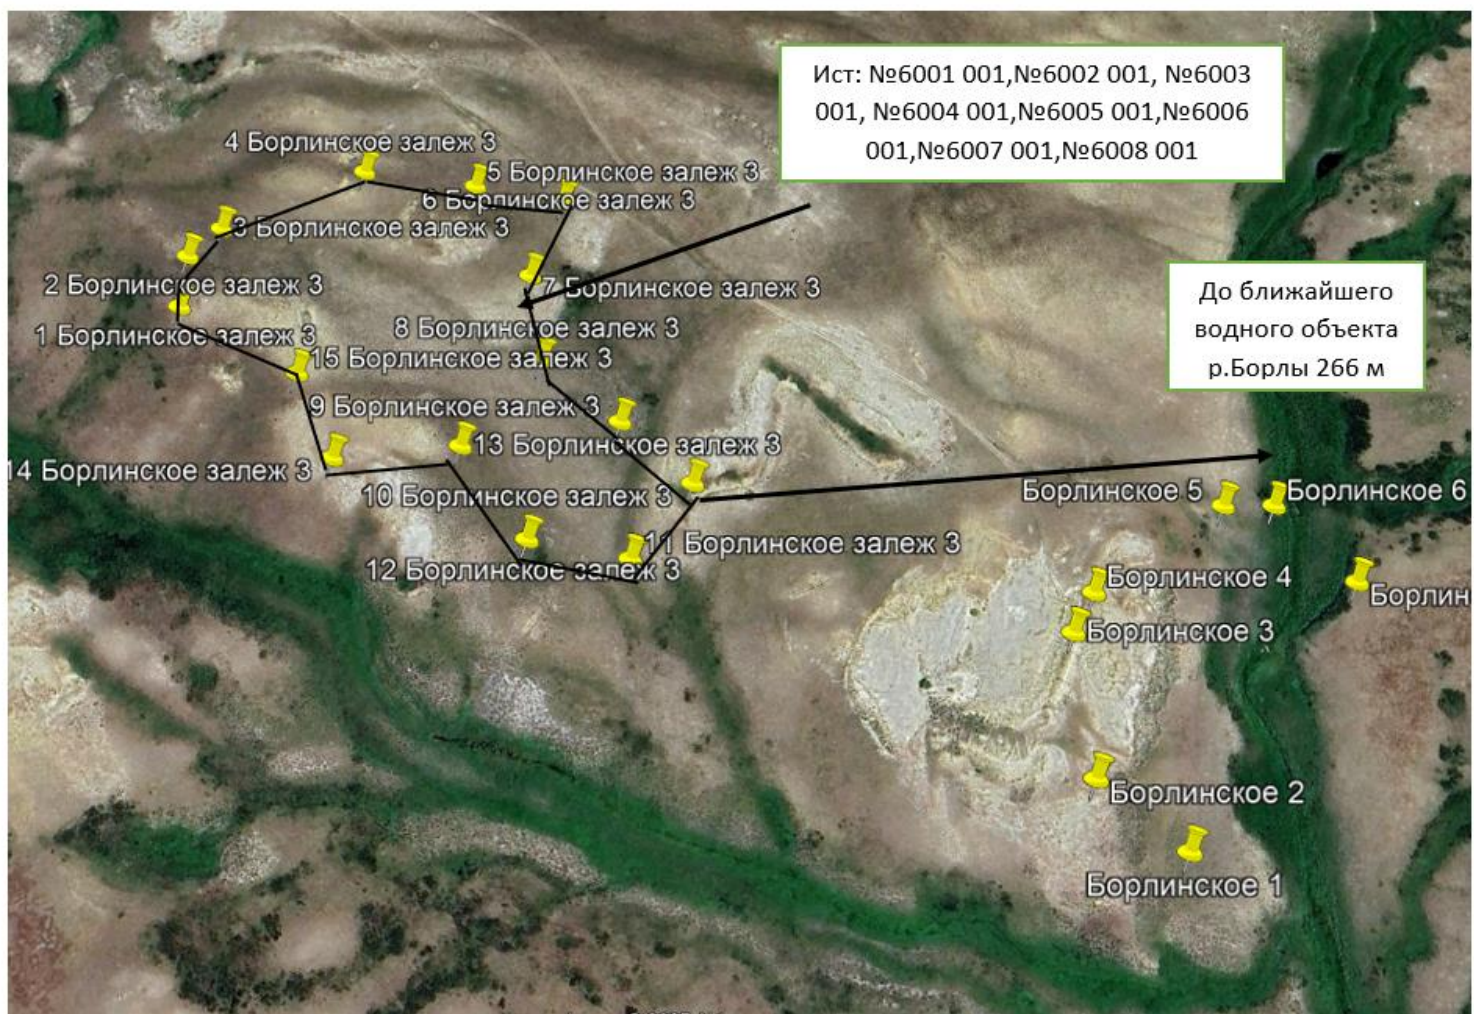 Ист: №6001 001,№6002 001, №6003
001, №6004 001,№6005 001,№6006
001,№6007 001,№6008 001
4 Борлинское залеж 3
5 Борлинское залеж 3
6 Борлинское залеж 3
3 Борлинское залеж 3
2 Борлинское залеж 3
7 Борлинское залеж 3
До ближайшего
водного объекта
р.Борлы 266 м
1 Борлинское залеж 3
8 Борлинское залеж 3
15 Борлинское залеж 3
9 Борлинское залеж 3
13 Борлинское залеж 3
14 Борлинское залеж 3
10 Борлинское залеж 3
Борлинское 5
Борлинское 6
11 Борлинское залеж 3
12 Борлинское залеж 3
Борлинское 4
Борлин
Борлинское 3
Борлинское 2
Борлинское 1